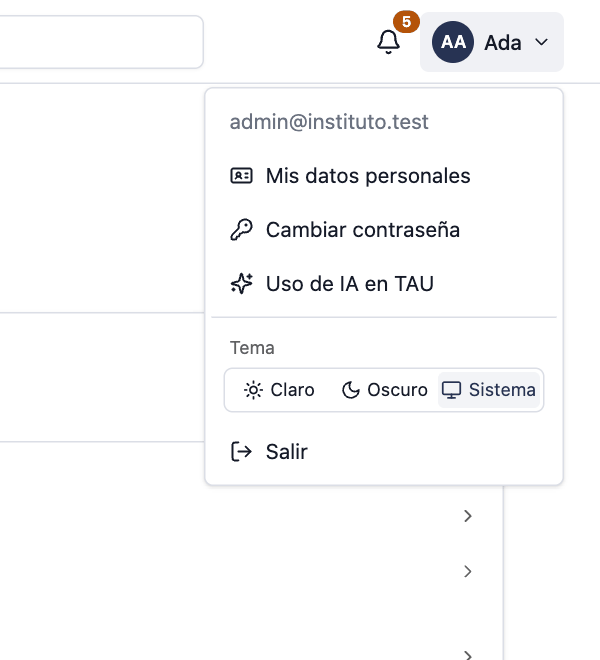 5
AA Ada
admin@instituto.test
Mis datos personales
Cambiar contraseña
Uso de IA en TAU
Tema
Claro Oscuro Sistema
Salir